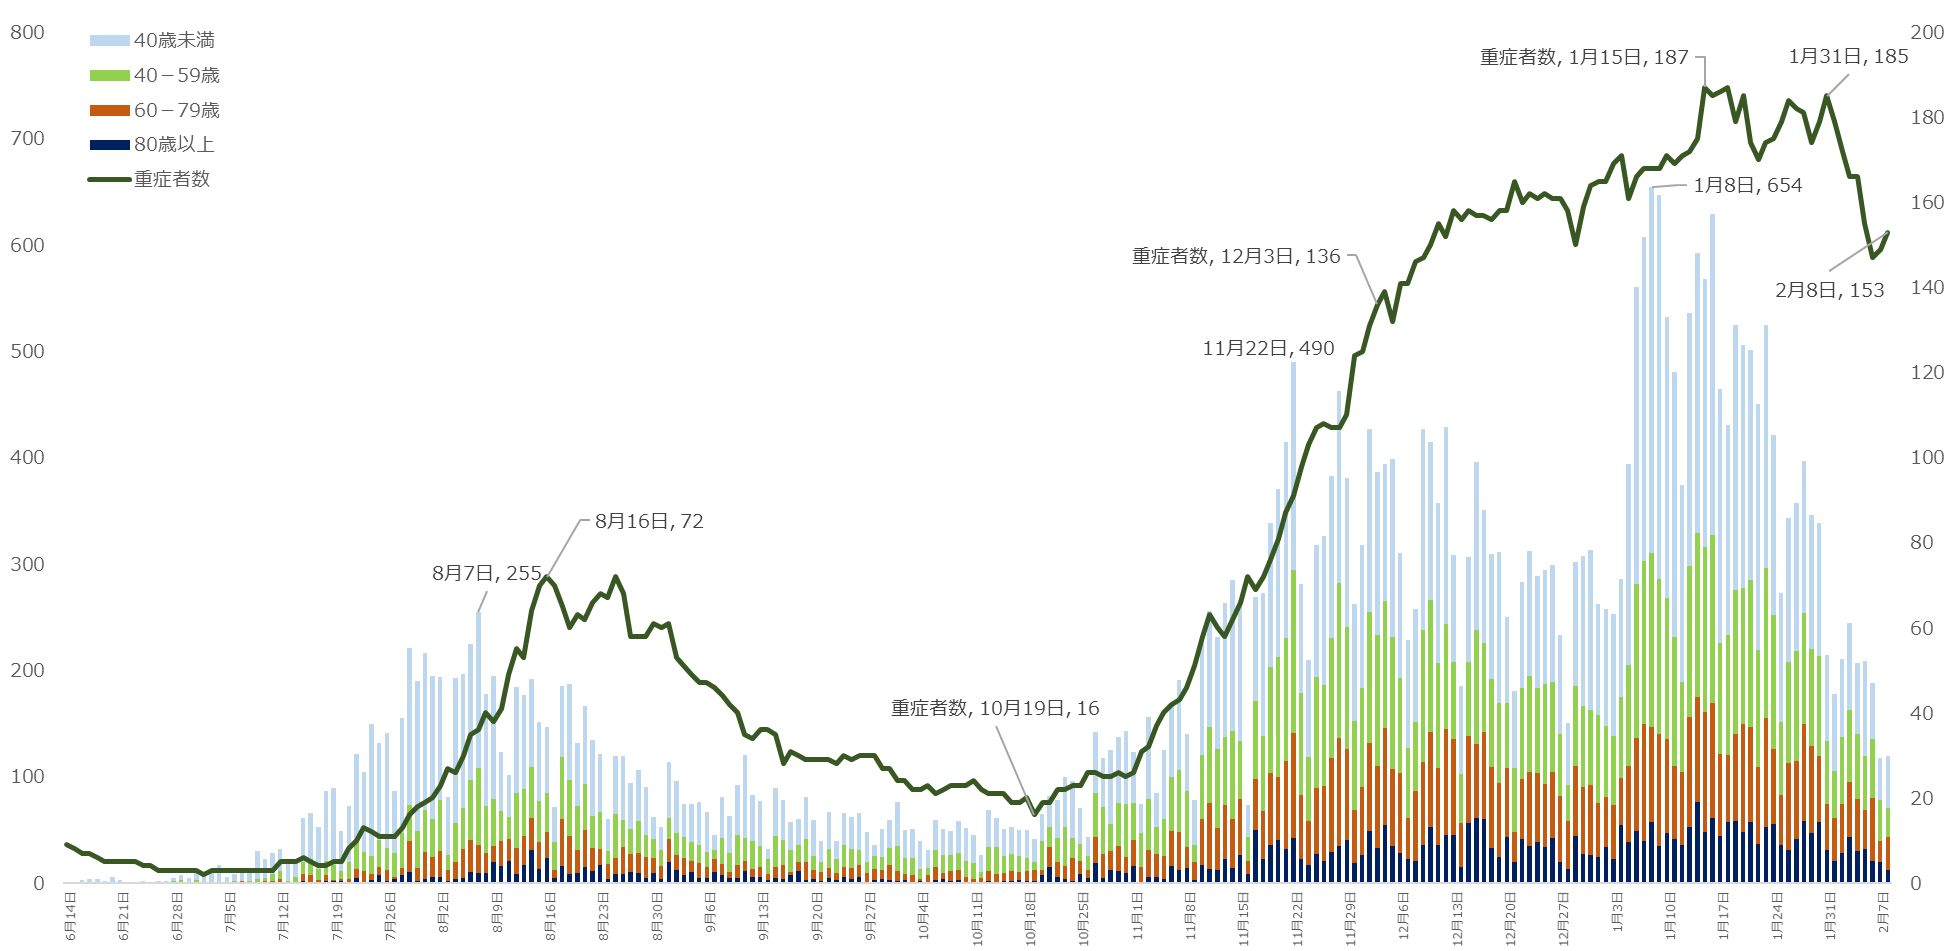 800
700
600
500
400
300
200
100
0
40歳未満
40－59歳
60－79歳
80歳以上
重症者数
8月7日, 255
8月16日, 72
重症者数, 10月19日, 16
11月22日, 490
重症者数, 12月3日, 136
重症者数, 1月15日, 187
1月31日, 185
1月8日, 654
2月8日, 153
200
180
160
140
120
100
80
60
40
20
0
6月14日
6月21日
6月28日
7月5日
7月12日
7月19日
7月26日
8月2日
8月9日
8月16日
8月23日
8月30日
9月6日
9月13日
9月20日
9月27日
10月4日
10月11日
10月18日
10月25日
11月1日
11月8日
11月15日
11月22日
11月29日
12月6日
12月13日
12月20日
12月27日
1月3日
1月10日
1月17日
1月24日
1月31日
2月7日